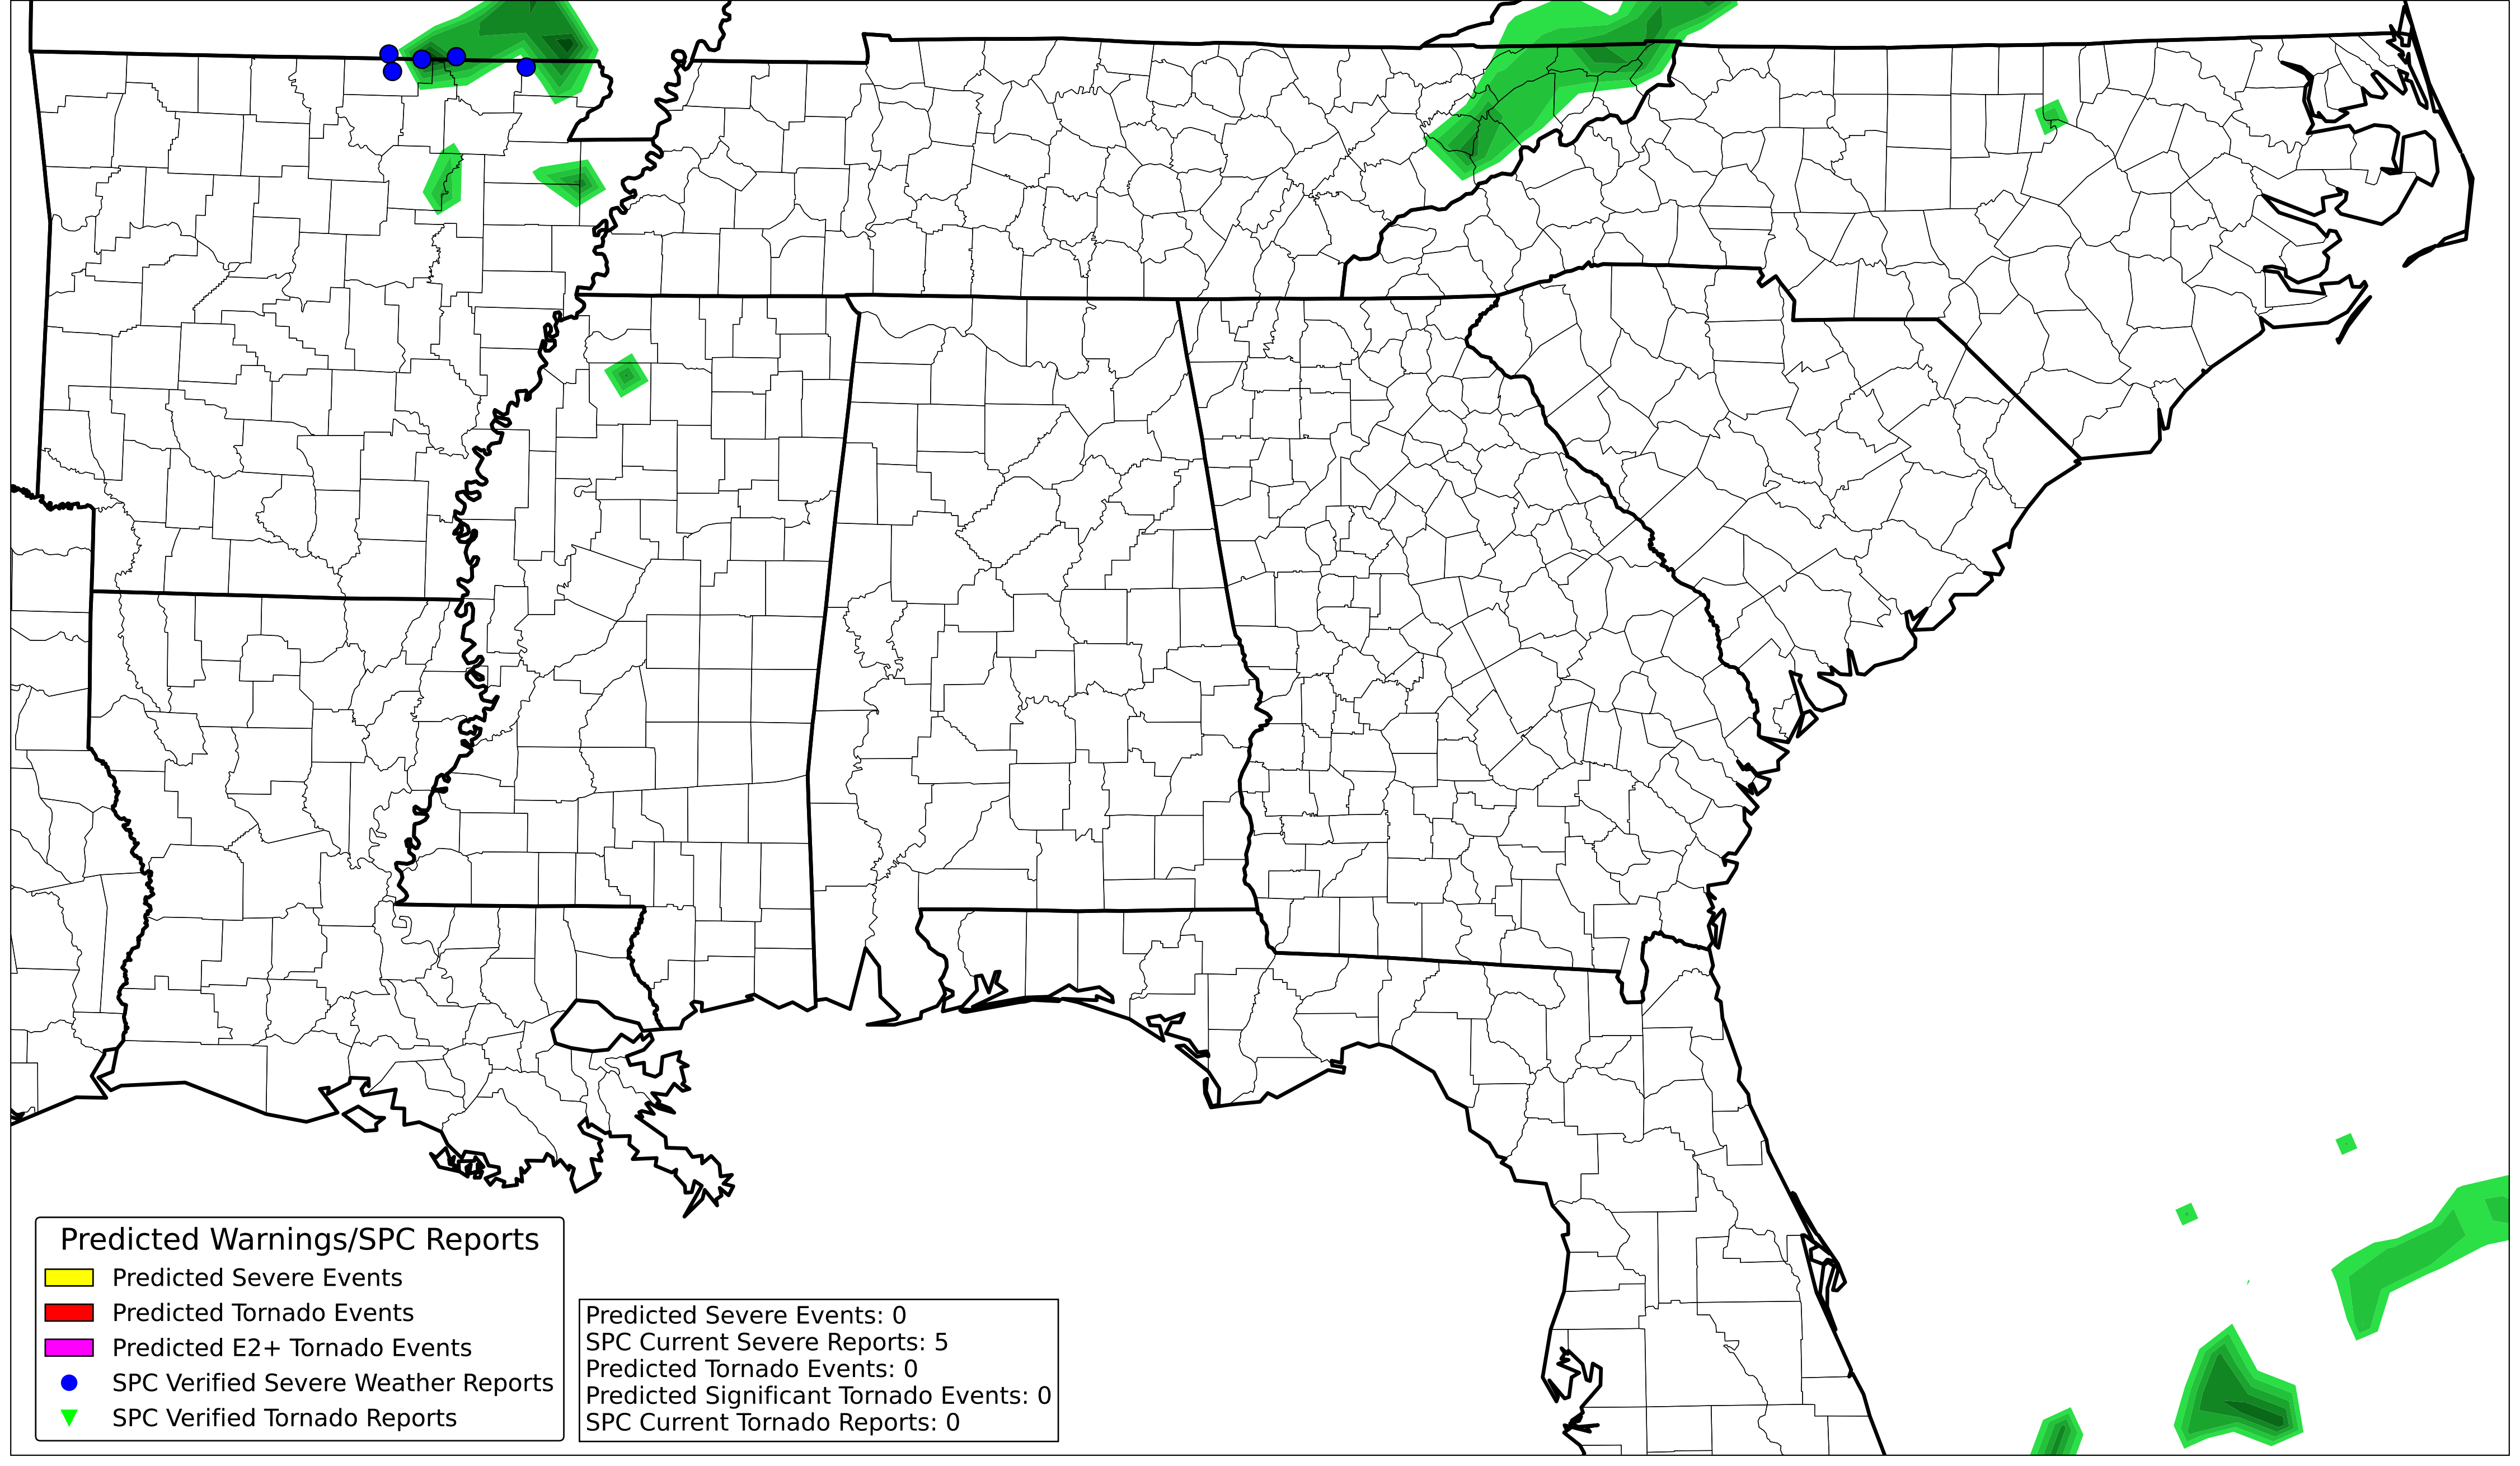 Predicted Warnings/SPC Reports
Predicted Severe Events
Predicted Tornado Events
Predicted E2+ Tornado Events
SPC Verified Severe Weather Reports
SPC Verified Tornado Reports
Predicted Severe Events: 0
SPC Current Severe Reports: 5
Predicted Tornado Events: 0
Predicted Significant Tornado Events: 0
SPC Current Tornado Reports: 0